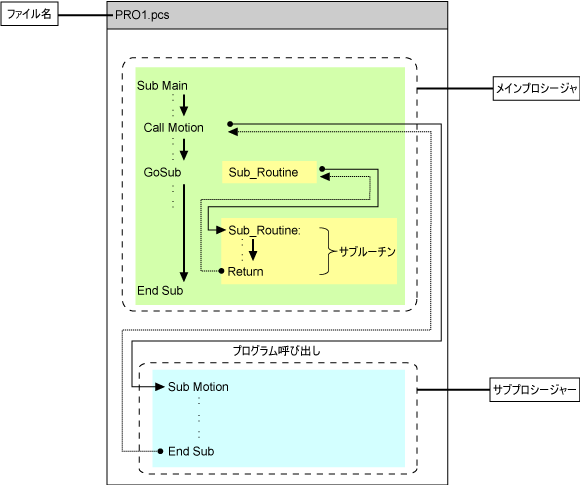 ファイル名
PRO1.pcs
メインプロシージャ
Sub Main
Call Motion
GoSub Sub_Routine
Sub_Routine:
サブルーチン
Return
End Sub
プログラム呼び出し
サブプロシージャー
Sub Motion
End Sub